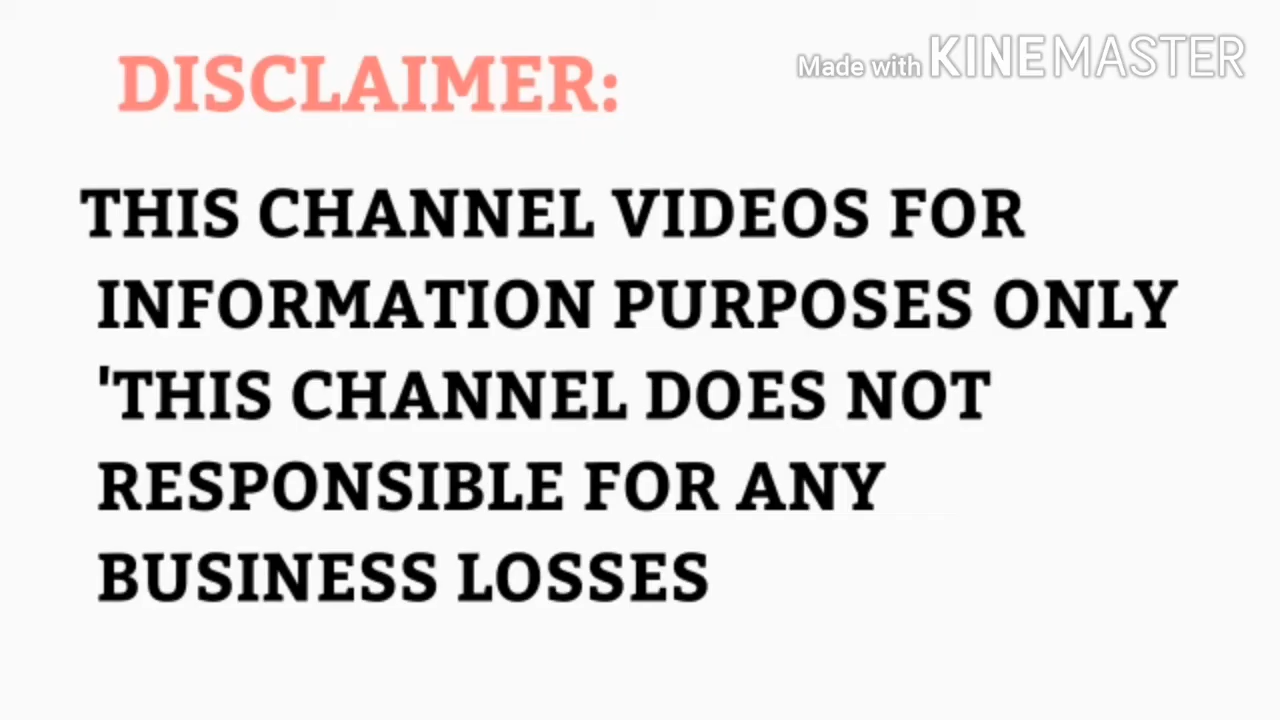 Made with KINEMASTER
DISCLAIMER:
THIS CHANNEL VIDEOS FOR
INFORMATION PURPOSES ONLY
'THIS CHANNEL DOES NOT
RESPONSIBLE FOR ANY
BUSINESS LOSSES